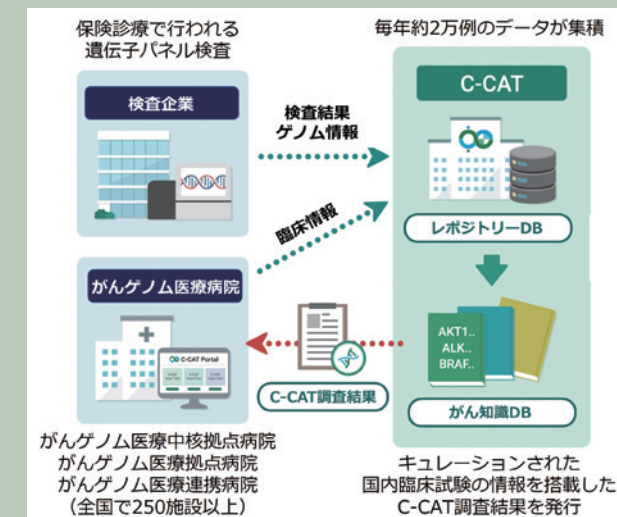 保険診療で行われる
遺伝子パネル検査
検査企業
毎年約2万例のデータが集積
C-CAT
検査結果
ゲノム情報
臨床情報
レポジトリーDB
がんゲノム医療病院
C-CAT Portal
C-CAT調査結果
AKT1..
ALK..
BRAF..
がん知識DB
がんゲノム医療中核拠点病院
がんゲノム医療拠点病院
がんゲノム医療連携病院
(全国で250施設以上)
キュレーションされた
国内臨床試験の情報を搭載した
C-CAT調査結果を発行